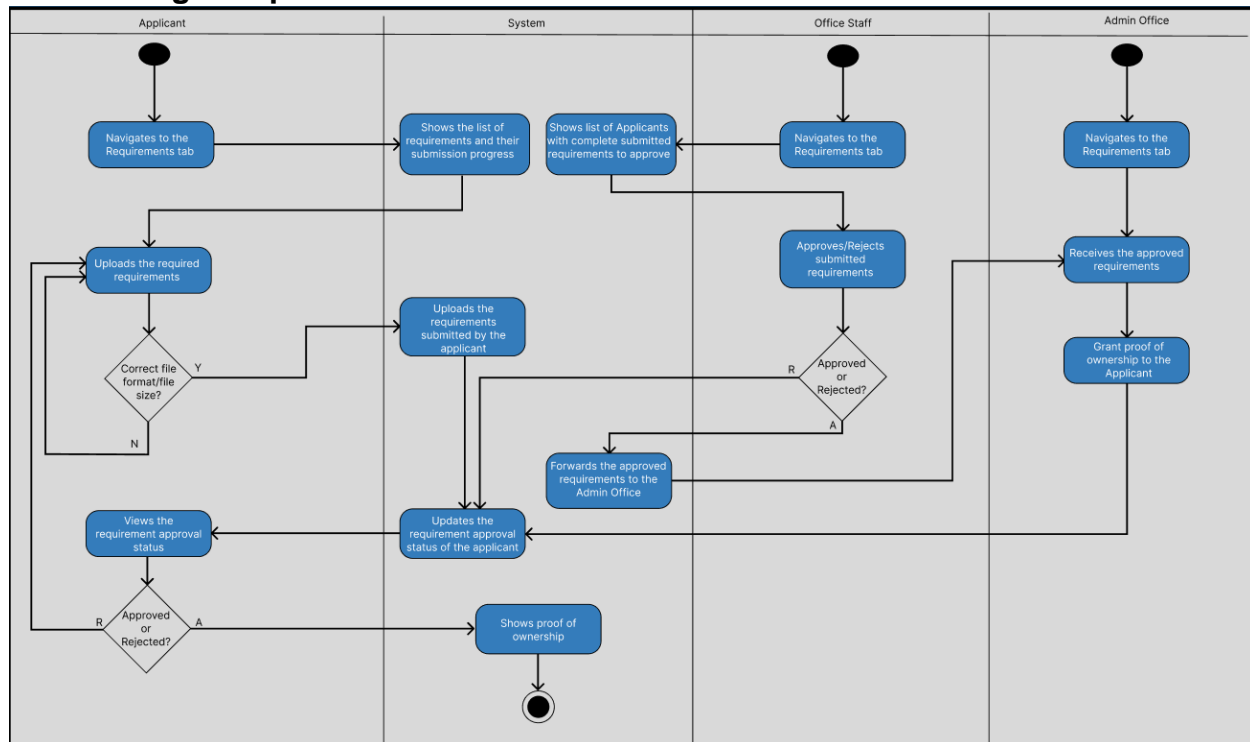 Applicant
System
Office Staff
Admin Office
Navigates to the
Requirements tab
Shows the list of
requirements and their
submission progress
Shows list of Applicants
with complete submitted
requirements to approve
Navigates to the
Requirements tab
Navigates to the
Requirements tab
Uploads the required
requirements
Approves/Rejects
submitted
requirements
Receives the approved
requirements
Uploads the
requirements
submitted by the
applicant
Correct file
format/file
size?
Y
N
Approved
or
Rejected?
R
A
Grant proof of
ownership to the
Applicant
Forwards the approved
requirements to the
Admin Office
Views the
requirement approval
status
Updates the
requirement approval
status of the applicant
Approved
or
Rejected?
R
A
Shows proof of
ownership